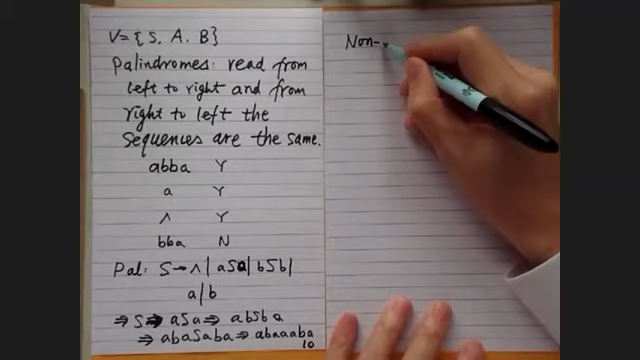 V={S, A, B}
Palindromes: read from
left to right and from
right to left the
sequences are the same.
abba Y
a Y
Λ Y
bba N
Pal: S→Λ|aSa|bSb|
a|b
⇒ S⇒ aSa⇒ abSba
⇒ abaSaba⇒ abaaaba
10
Non-